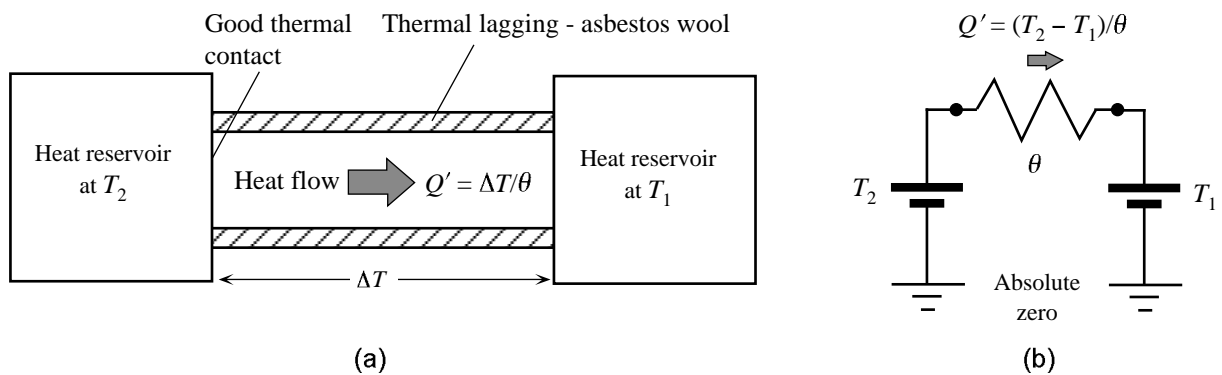 Good thermal
contact
Thermal lagging - asbestos wool
Heat reservoir
at T₂
Heat flow
Q′ = ΔT/θ
Heat reservoir
at T₁
ΔT
(a)
Q′ = (T₂ − T₁)/θ
θ
T₂
T₁
Absolute
zero
(b)